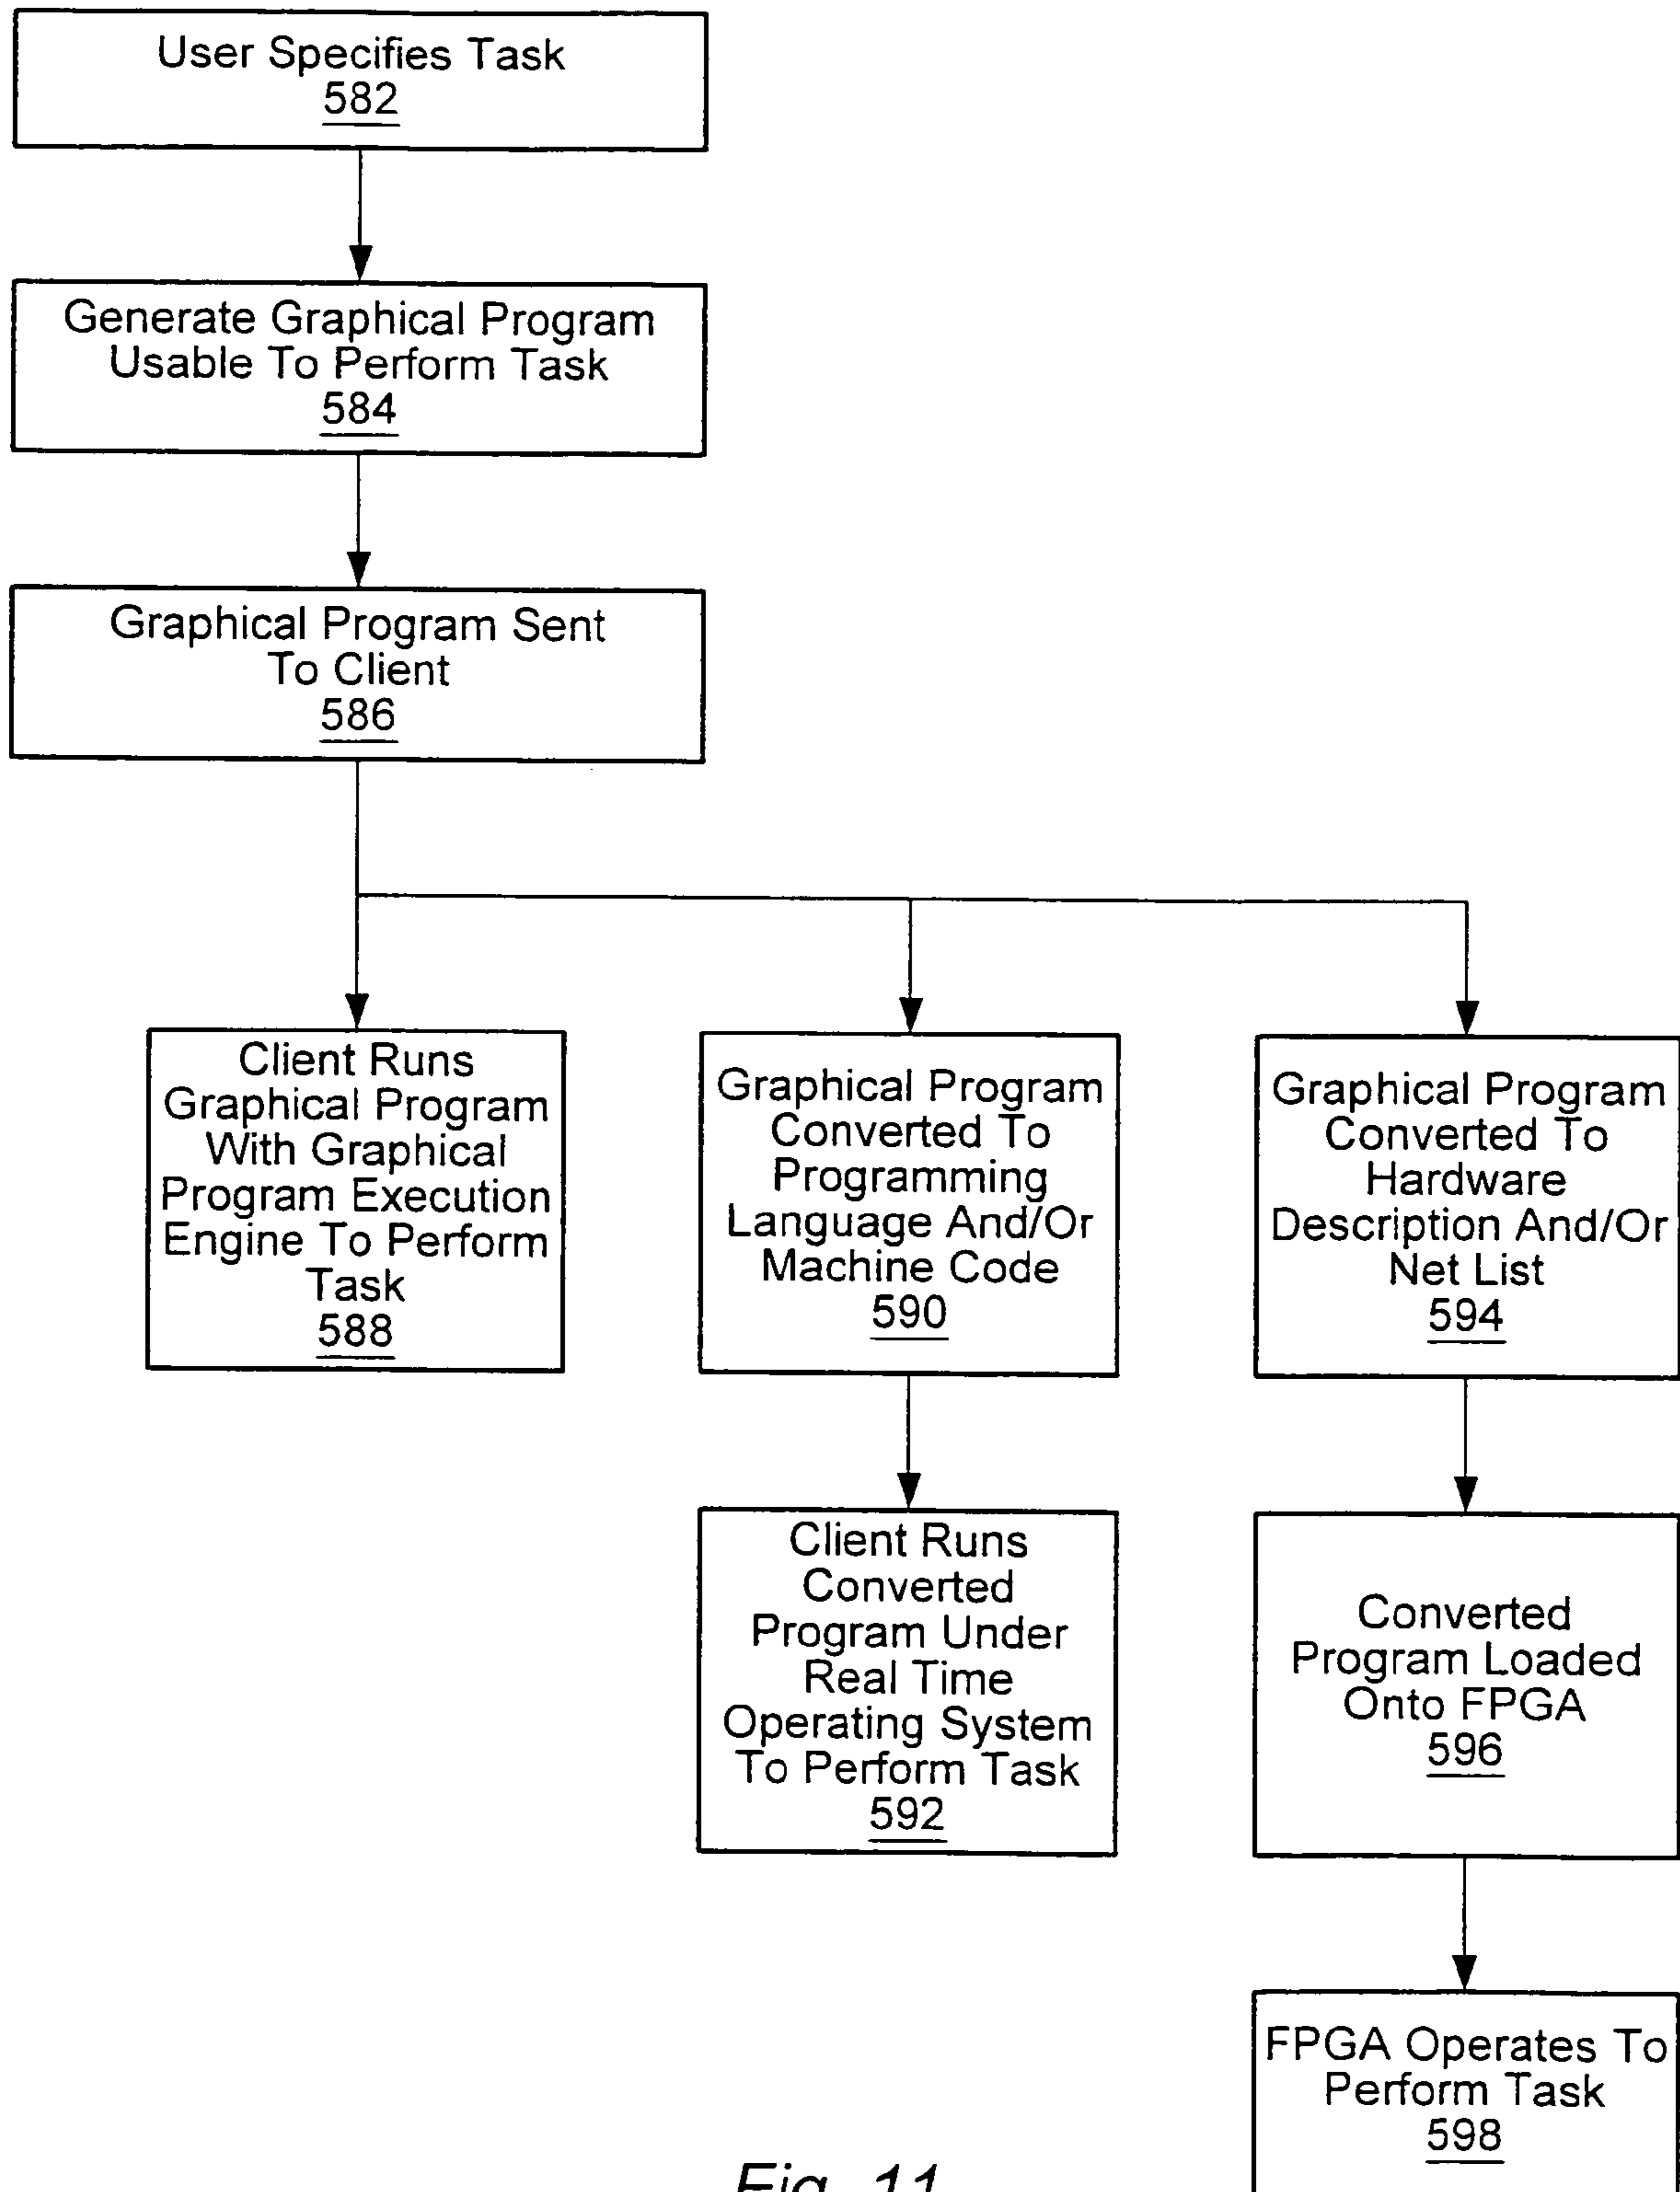 User Specifies Task
582
Generate Graphical Program
Usable To Perform Task
584
Graphical Program Sent
To Client
586
Client Runs
Graphical Program
With Graphical
Program Execution
Engine To Perform
Task
588
Graphical Program
Converted To
Programming
Language And/Or
Machine Code
590
Graphical Program
Converted To
Hardware
Description And/Or
Net List
594
Client Runs
Converted
Program Under
Real Time
Operating System
To Perform Task
592
Converted
Program Loaded
Onto FPGA
596
FPGA Operates To
Perform Task
598
Fig. 11